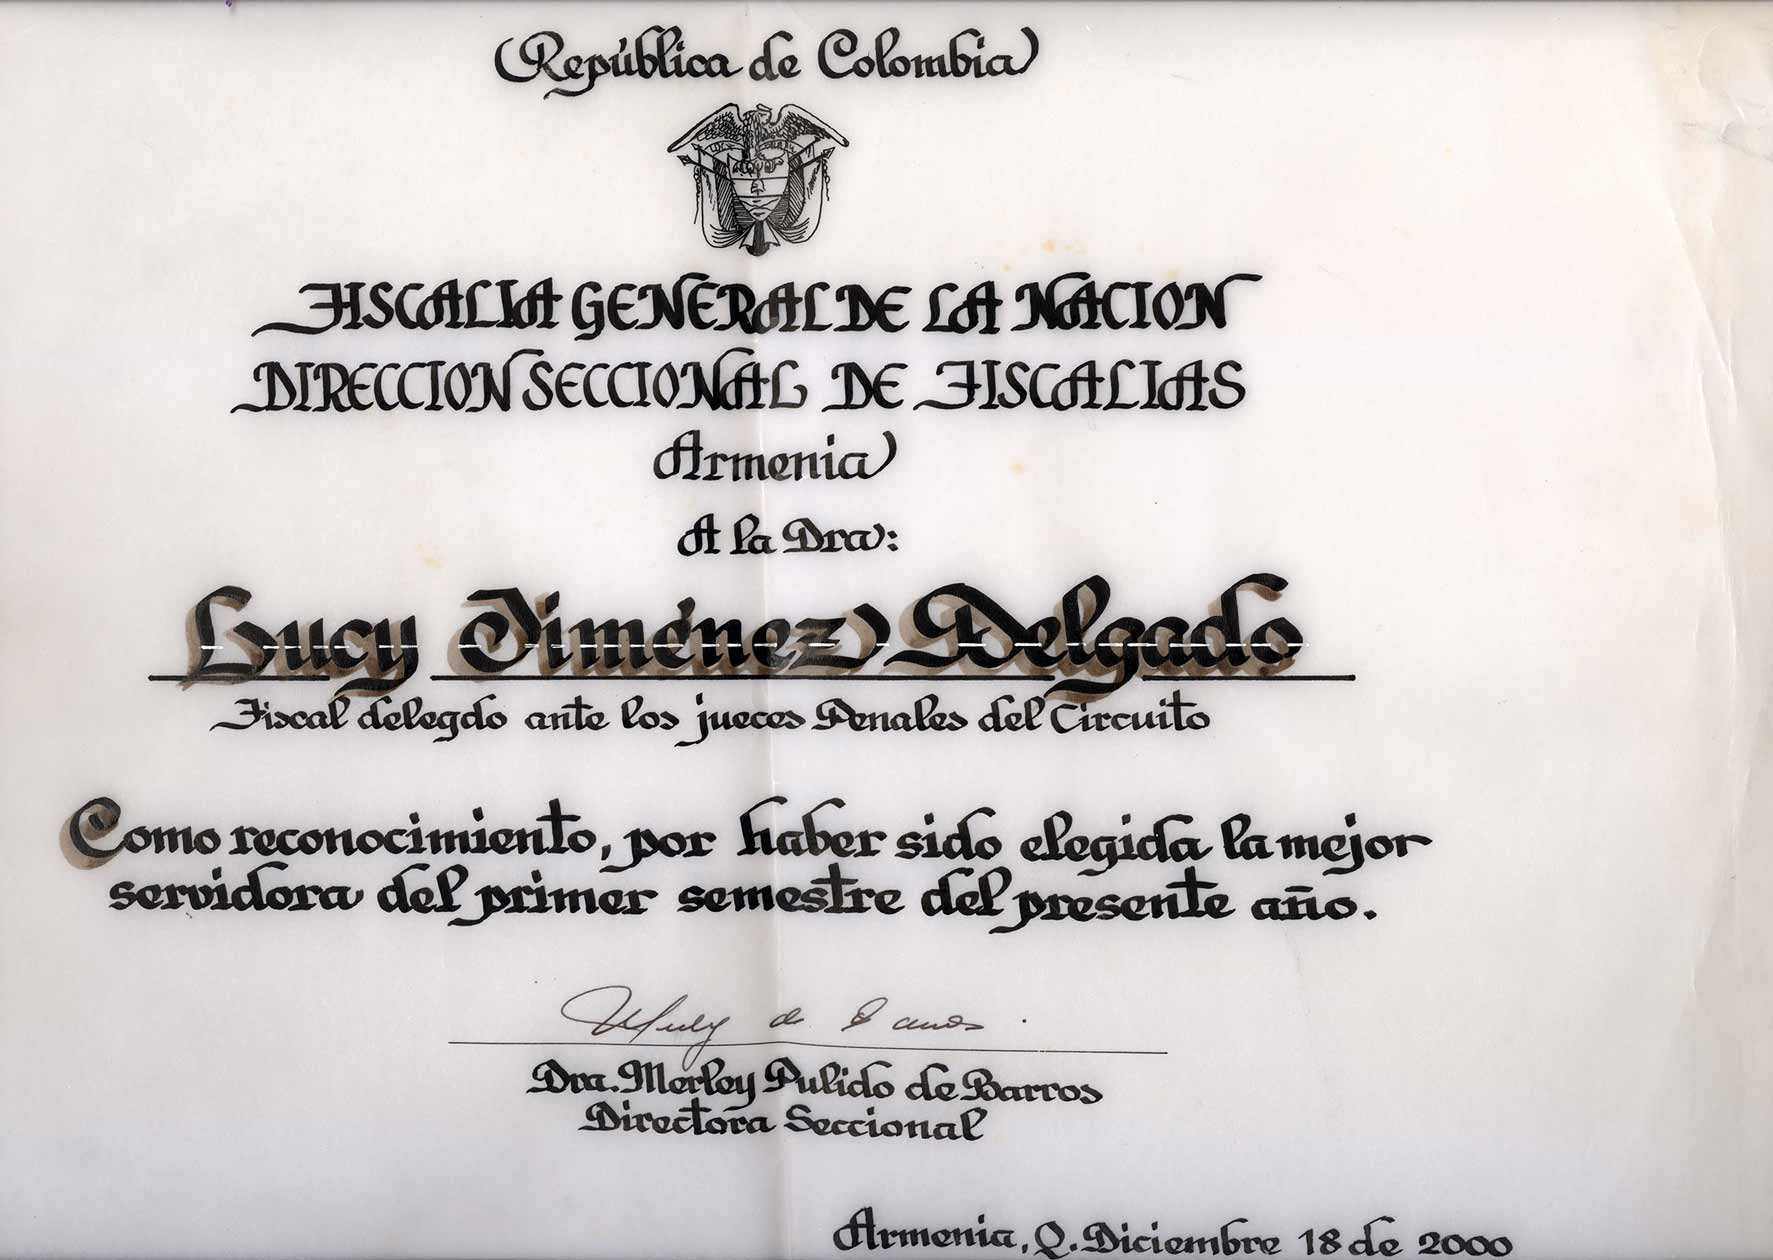 República de Colombia
FISCALIA GENERAL DE LA NACION
DIRECCION SECCIONAL DE FISCALIAS
Armenia
A la Dra:
Lucy Jiménez Delgado
Fiscal delegdo ante los jueces Penales del Circuito
Como reconocimiento, por haber sido elegida la mejor
servidora del primer semestre del presente año.
Dra. Merley Pulido de Barros
Directora Seccional
Armenia, Q. Diciembre 18 de 2000